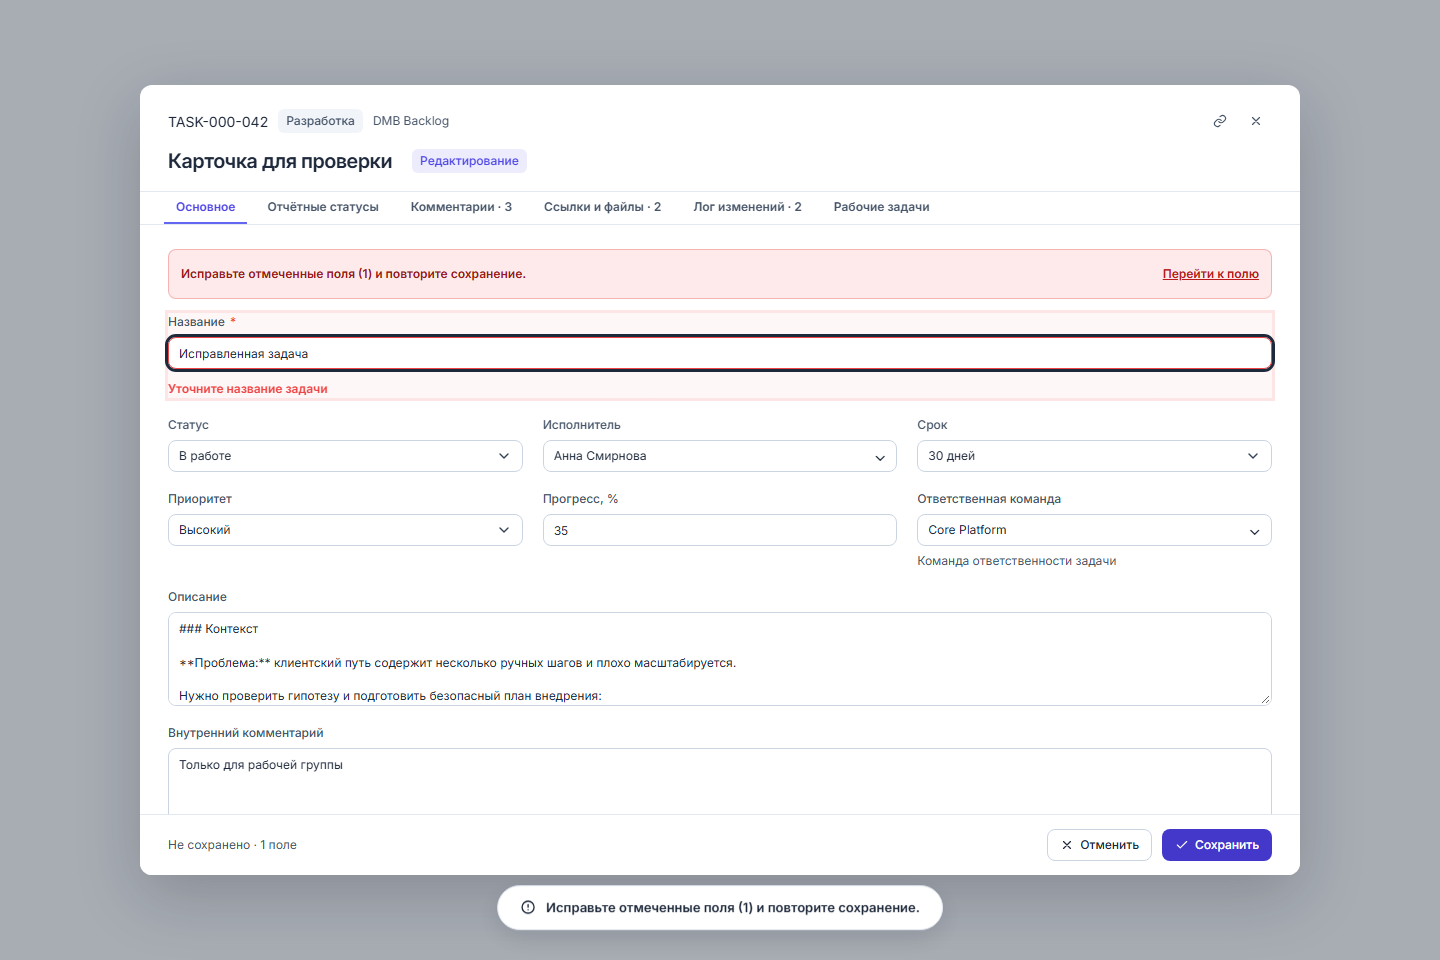 TASK-000-042 Разработка DMB Backlog
Карточка для проверки Редактирование
Основное Отчётные статусы Комментарии · 3 Ссылки и файлы · 2 Лог изменений · 2 Рабочие задачи
Исправьте отмеченные поля (1) и повторите сохранение. Перейти к полю
Название *
Исправленная задача
Уточните название задачи
Статус Исполнитель Срок
В работе Анна Смирнова 30 дней
Приоритет Прогресс, % Ответственная команда
Высокий 35 Core Platform
Команда ответственности задачи
Описание
### Контекст
**Проблема:** клиентский путь содержит несколько ручных шагов и плохо масштабируется.
Нужно проверить гипотезу и подготовить безопасный план внедрения:
Внутренний комментарий
Только для рабочей группы
Не сохранено · 1 поле Отменить Сохранить
Исправьте отмеченные поля (1) и повторите сохранение.